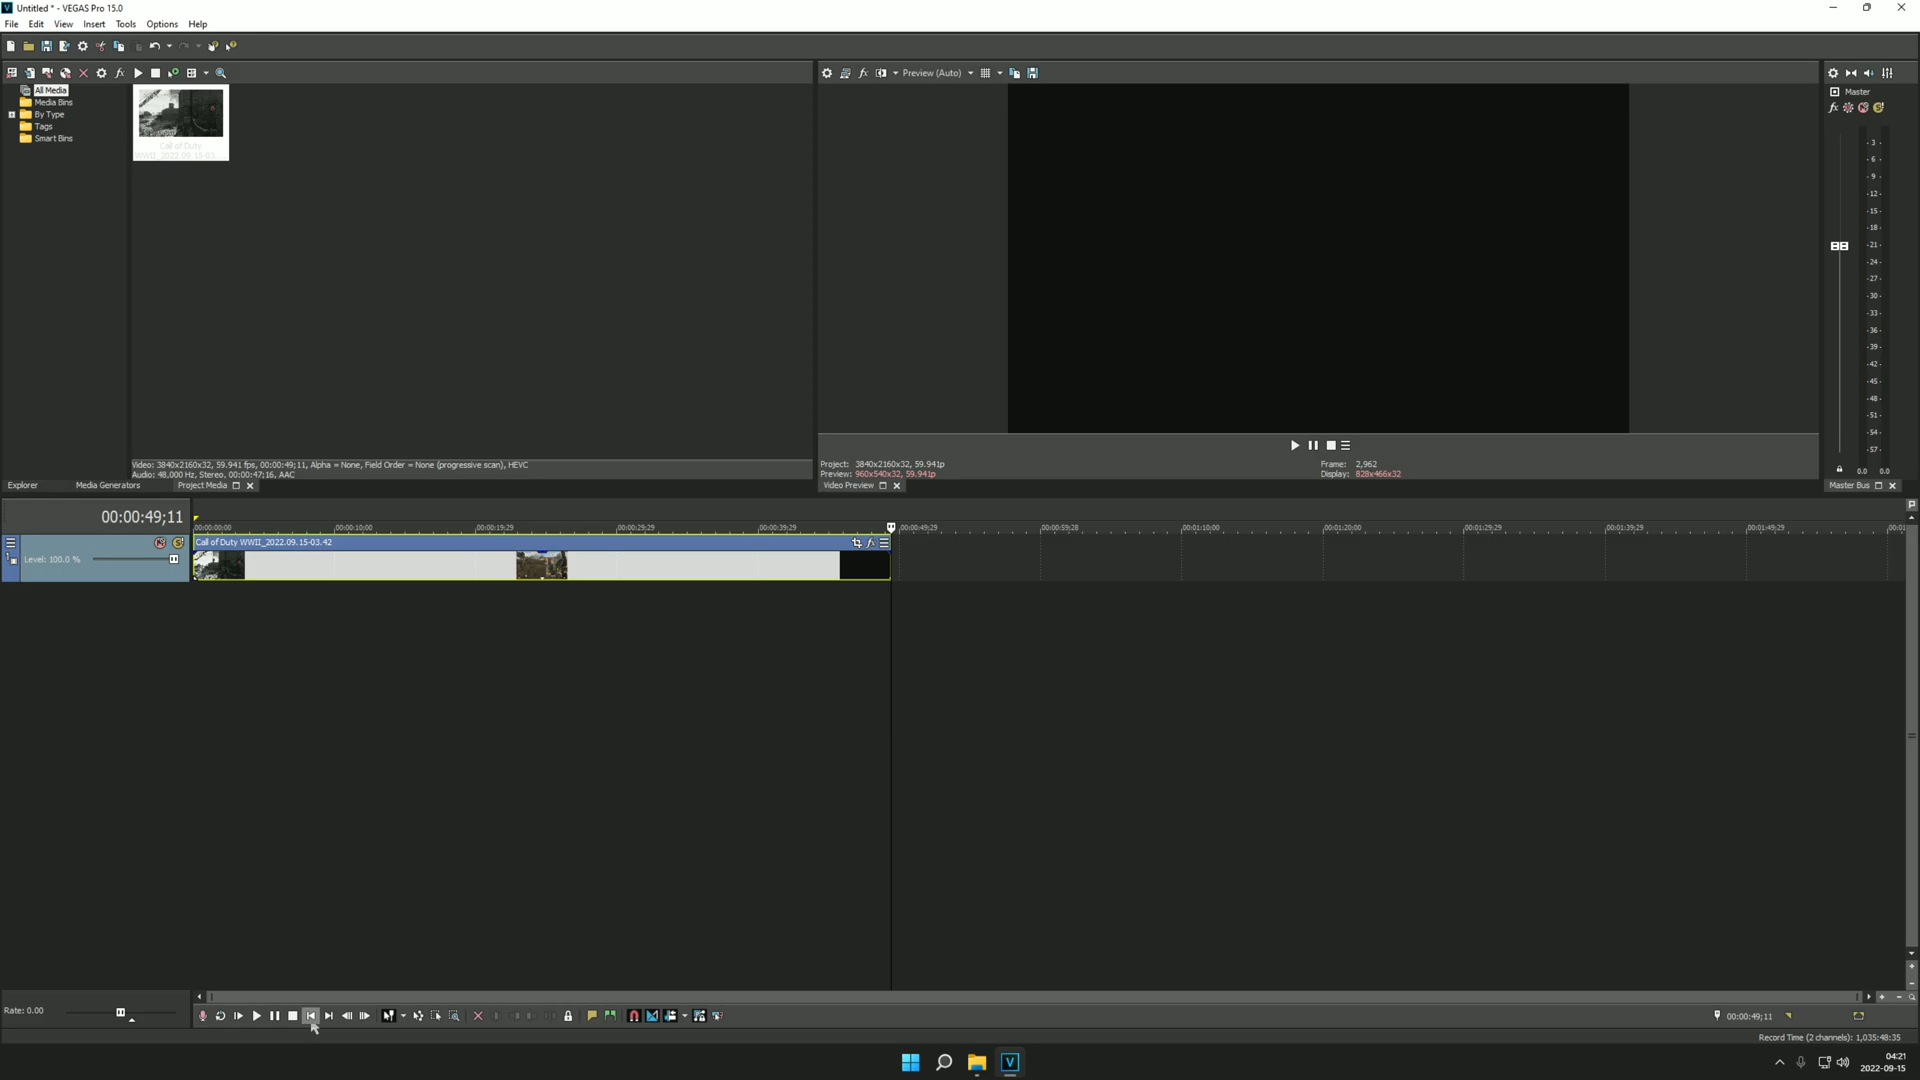 Untitled * - VEGAS Pro 15.0
File Edit View Insert Tools Options Help
Preview (Auto)
All Media
Media Bins
By Type
Tags
Smart Bins
Call of Duty
WWII_2022.09.15-03....
Master
-3-
-6-
-9-
-12-
-15-
-18-
-21-
-24-
-27-
-30-
-33-
-36-
-39-
-42-
-45-
-48-
-51-
-54-
-57-
0.0 0.0
Video: 3840x2160x32, 59.941 fps, 00:00:49;11, Alpha = None, Field Order = None (progressive scan), HEVC
Audio: 48,000 Hz, Stereo, 00:00:47;16, AAC
Project: 3840x2160x32, 59.941p
Preview: 960x540x32, 59.941p
Frame: 2,962
Display: 828x466x32
Explorer Media Generators Project Media
Video Preview
Master Bus
00:00:49;11
00:00:00;00 00:00:10;00 00:00:19;29 00:00:29;29 00:00:39;29 00:00:49;29 00:00:59;28 00:01:10;00 00:01:20;00 00:01:29;29 00:01:39;29 00:01:49;29 00:01
Call of Duty WWII_2022.09.15-03.42
Level: 100.0 %
Rate: 0.00
00:00:49;11
Record Time (2 channels): 1,035:48:35
04:21
2022-09-15